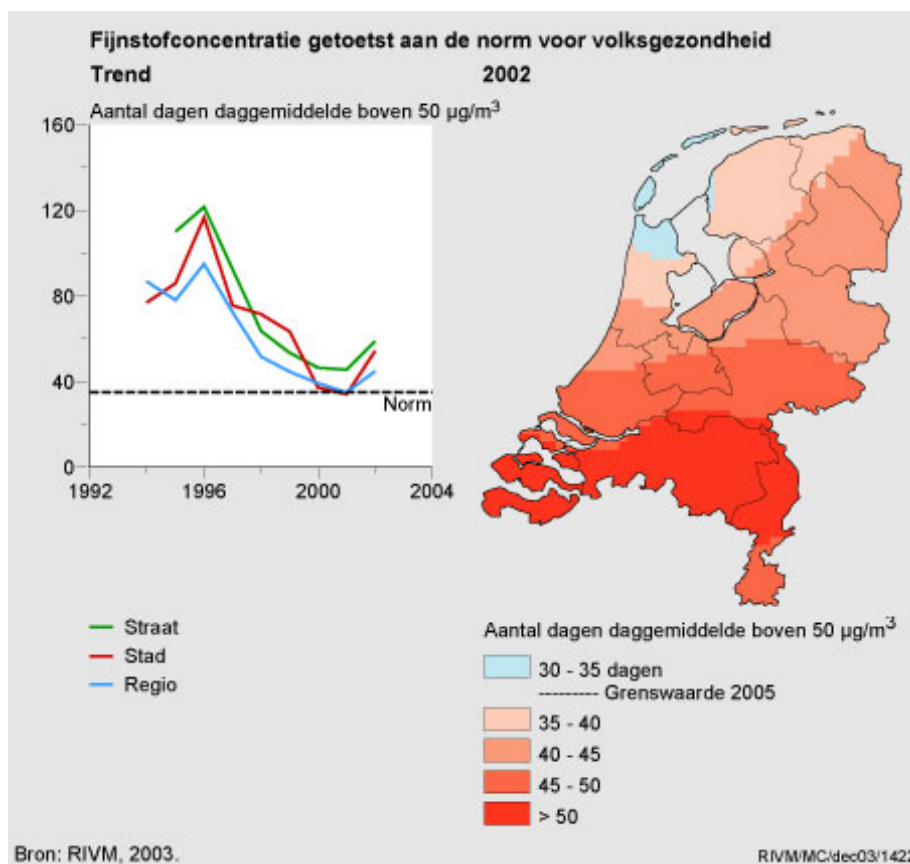 Fijnstofconcentratie getoetst aan de norm voor volksgezondheid
Trend
2002
Aantal dagen daggemiddelde boven 50 µg/m³
160
120
80
40
0
Norm
1992
1996
2000
2004
Straat
Stad
Regio
Aantal dagen daggemiddelde boven 50 µg/m³
30 - 35 dagen
--------- Grenswaarde 2005
35 - 40
40 - 45
45 - 50
> 50
Bron: RIVM, 2003.